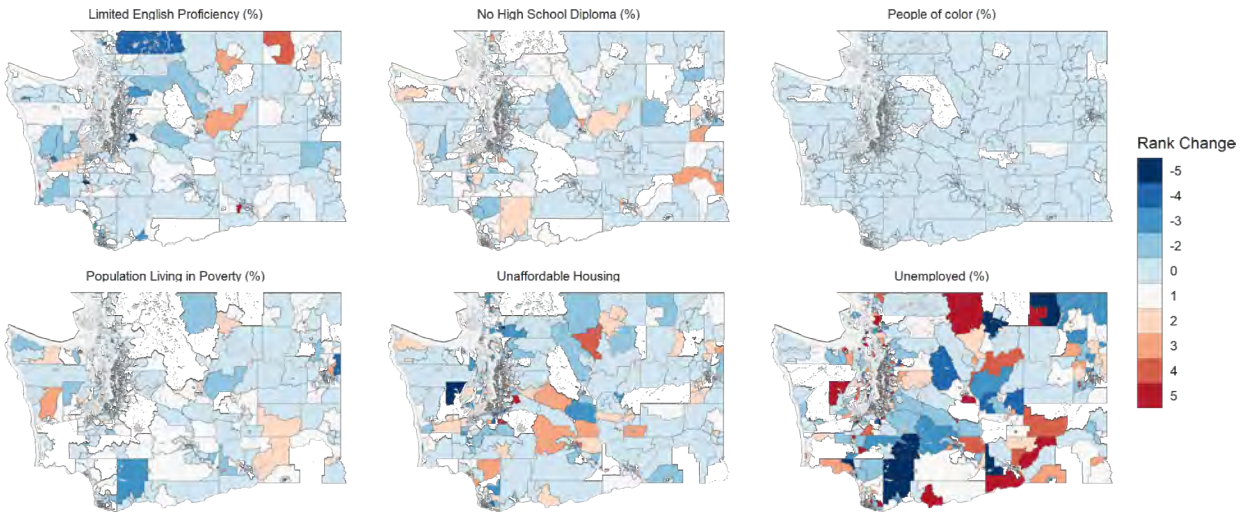 Limited English Proficiency (%)
No High School Diploma (%)
People of color (%)
Population Living in Poverty (%)
Unaffordable Housing
Unemployed (%)
Rank Change
-5
-4
-3
-2
0
1
2
3
4
5